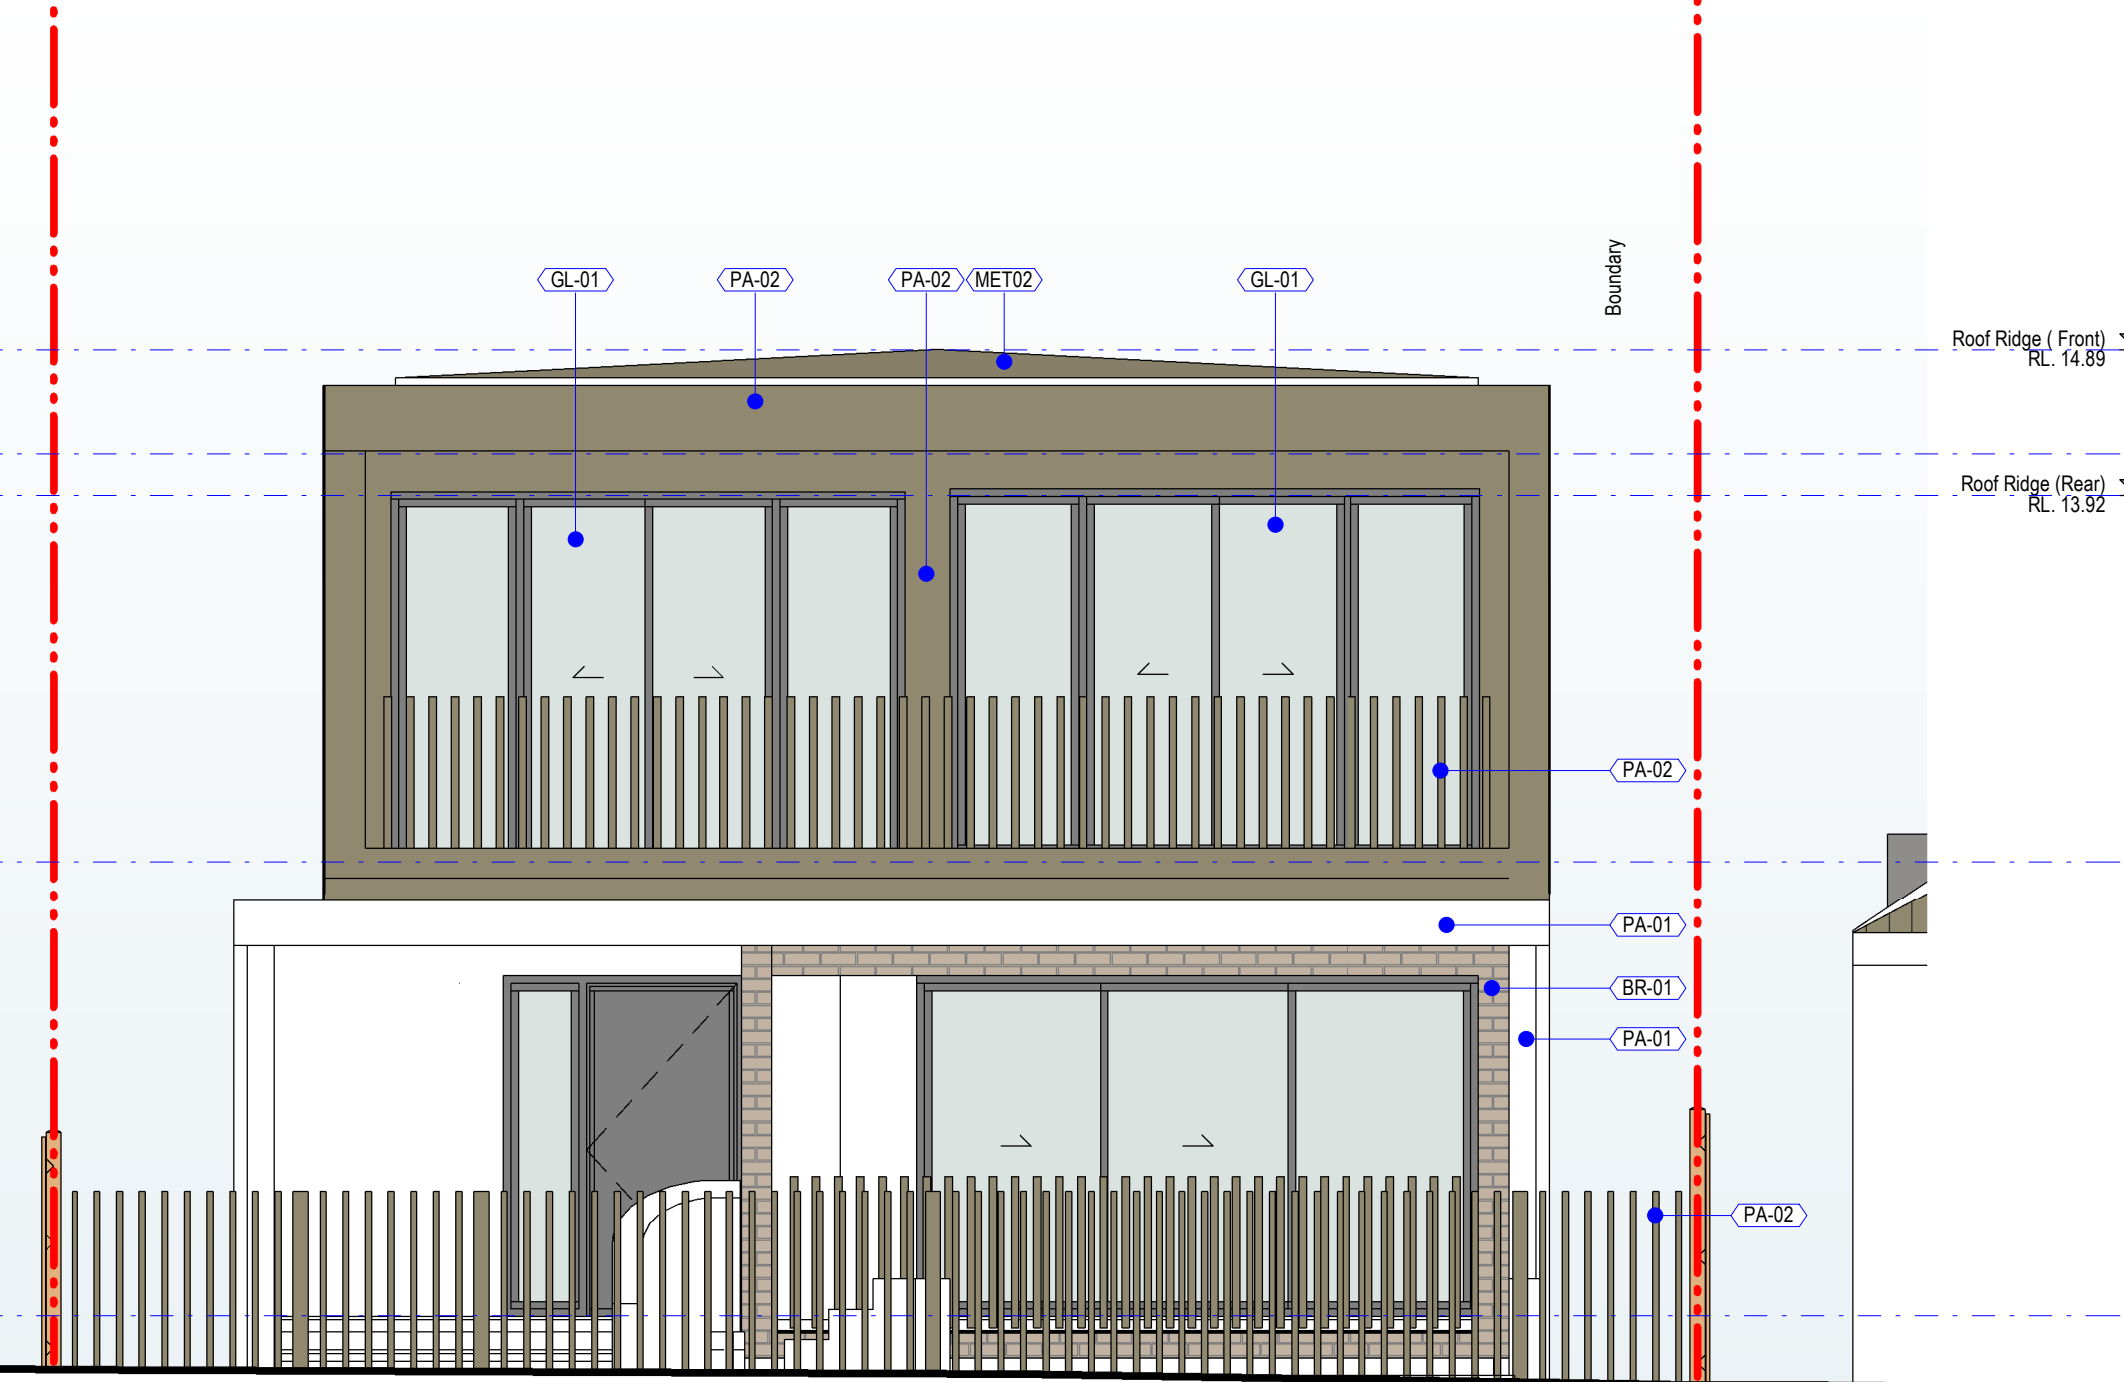 GL-01
PA-02
PA-02
MET02
GL-01
Boundary
Roof Ridge ( Front)
RL. 14.89
Roof Ridge (Rear)
RL. 13.92
PA-02
PA-01
BR-01
PA-01
PA-02